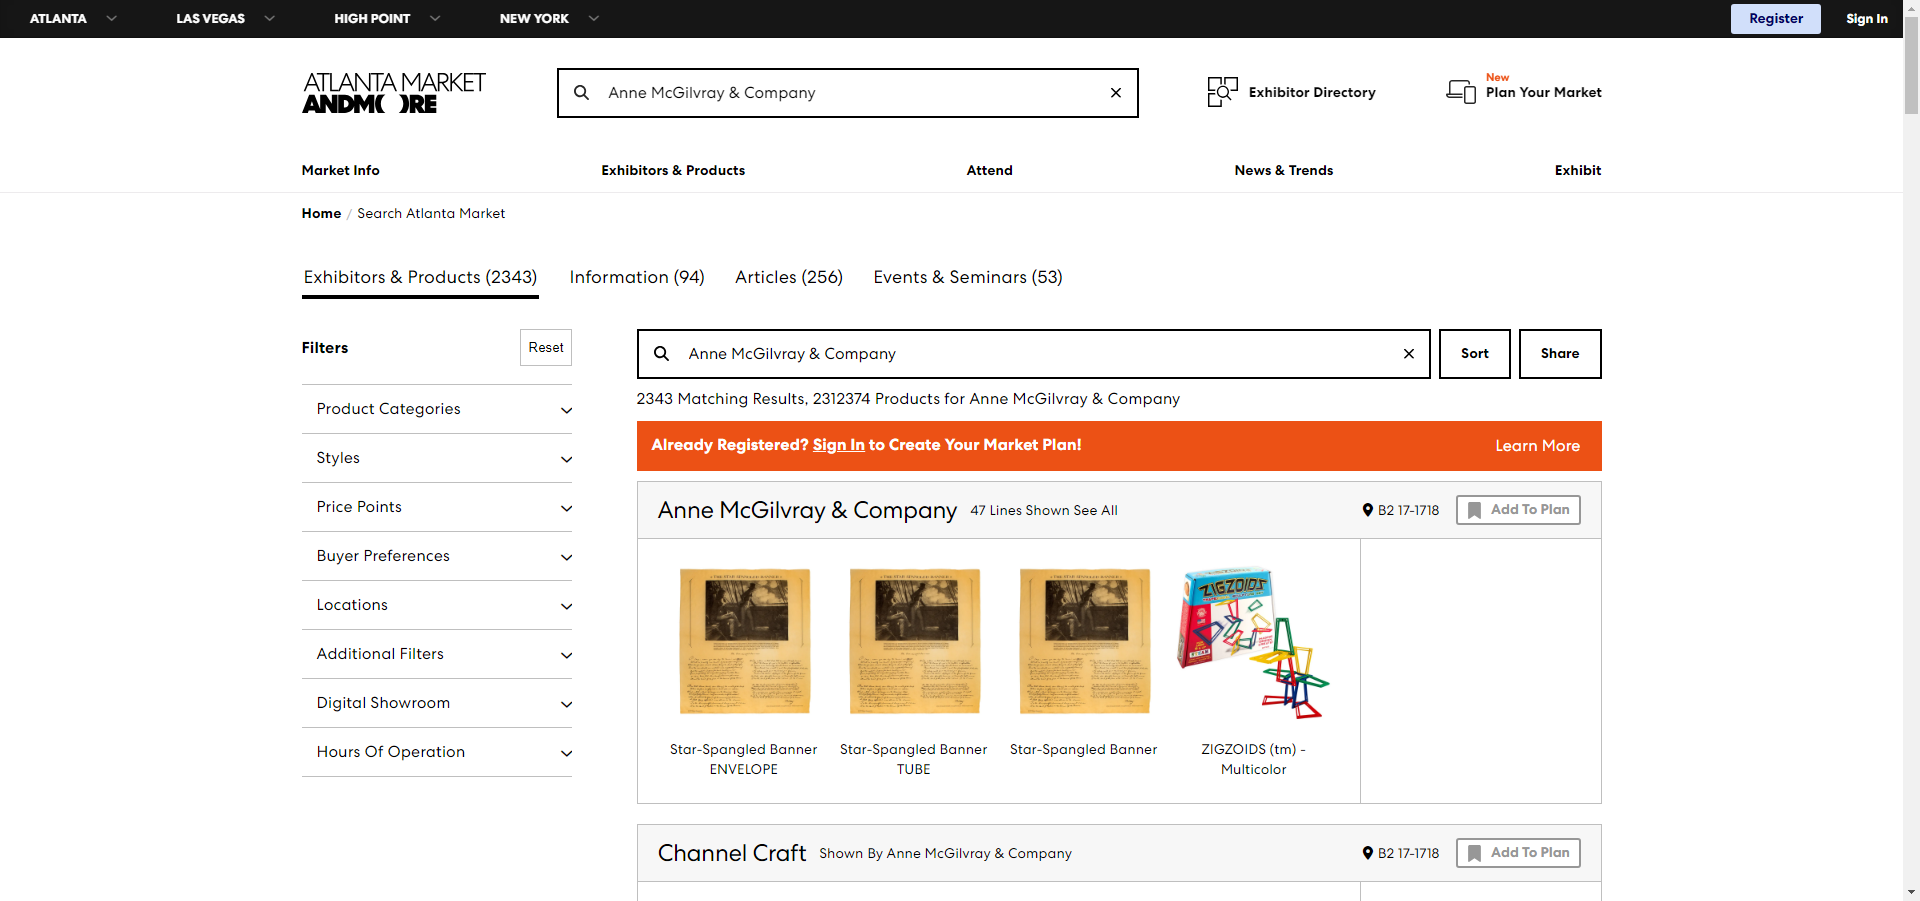 ATLANTA
LAS VEGAS
HIGH POINT
NEW YORK
Register
Sign In
ATLANTA MARKET
ANDMORE
Anne McGilvray & Company
Exhibitor Directory
New
Plan Your Market
Market Info
Exhibitors & Products
Attend
News & Trends
Exhibit
Home / Search Atlanta Market
Exhibitors & Products (2343)
Information (94)
Articles (256)
Events & Seminars (53)
Filters
Reset
Product Categories
Styles
Price Points
Buyer Preferences
Locations
Additional Filters
Digital Showroom
Hours Of Operation
Anne McGilvray & Company
Sort
Share
2343 Matching Results, 2312374 Products for Anne McGilvray & Company
Already Registered? Sign In to Create Your Market Plan!
Learn More
Anne McGilvray & Company
47 Lines Shown See All
B2 17-1718
Add To Plan
ZIGZOIDS
Star-Spangled Banner
ENVELOPE
Star-Spangled Banner
TUBE
Star-Spangled Banner
ZIGZOIDS (tm) -
Multicolor
Channel Craft
Shown By Anne McGilvray & Company
B2 17-1718
Add To Plan